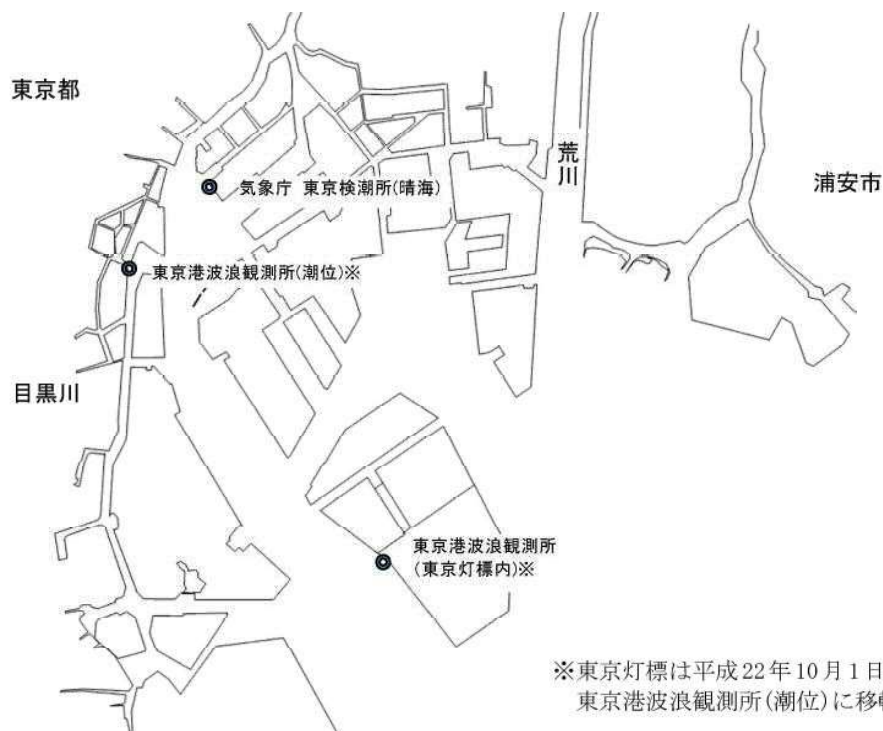 東京都
荒川
浦安市
気象庁 東京検潮所(晴海)
東京港波浪観測所(潮位)※
目黒川
東京港波浪観測所
(東京灯標内)※
※東京灯標は平成22年10月1日
東京港波浪観測所(潮位)に移